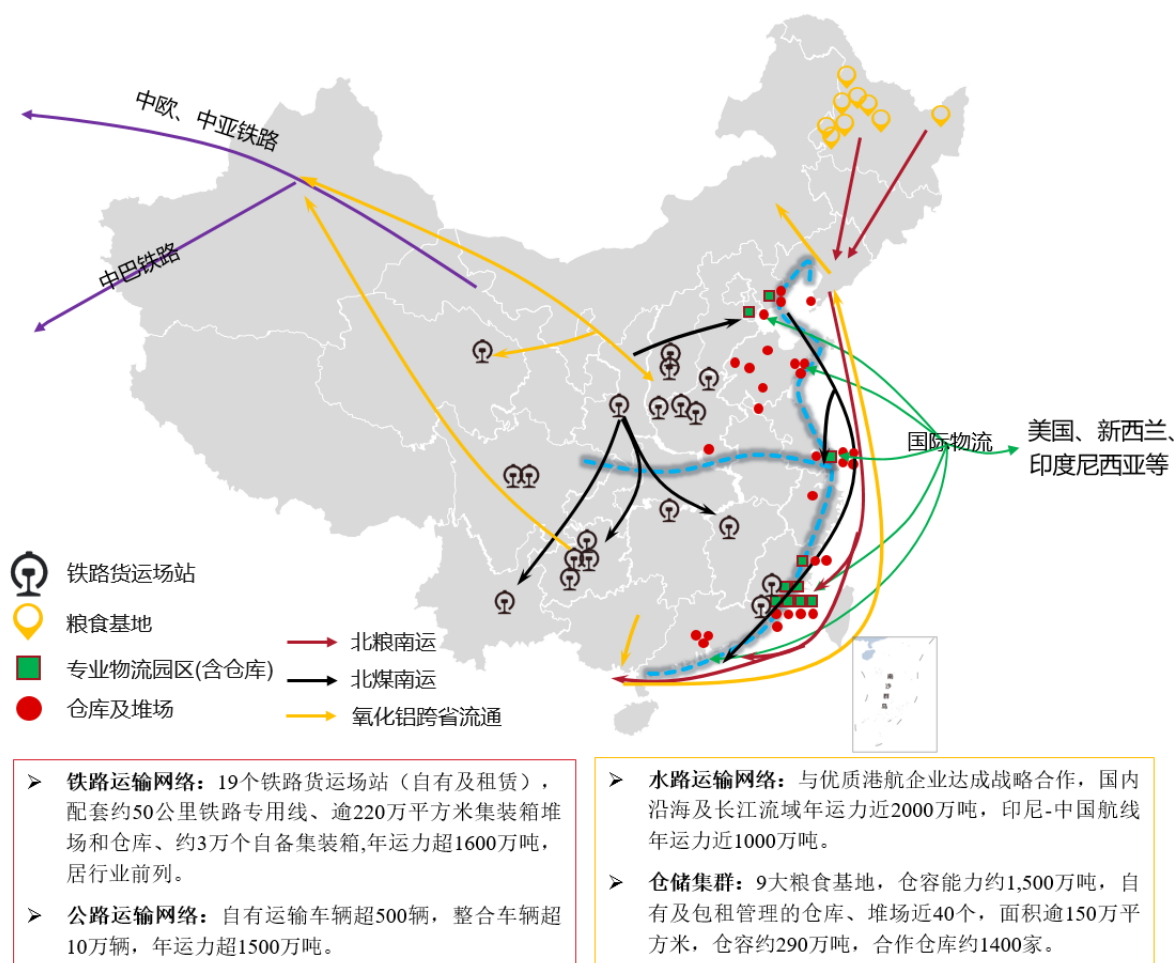 中欧、中亚铁路
中巴铁路
国际物流
美国、新西兰、
印度尼西亚等
铁路货运场站
粮食基地
专业物流园区(含仓库)
仓库及堆场
北粮南运
北煤南运
氧化铝跨省流通
南沙群岛
➢ 铁路运输网络：19个铁路货运场站（自有及租赁），
配套约50公里铁路专用线、逾220万平方米集装箱堆
场和仓库、约3万个自备集装箱,年运力超1600万吨，
居行业前列。
➢ 公路运输网络：自有运输车辆超500辆，整合车辆超
10万辆，年运力超1500万吨。
➢ 水路运输网络：与优质港航企业达成战略合作，国内
沿海及长江流域年运力近2000万吨，印尼-中国航线
年运力近1000万吨。
➢ 仓储集群：9大粮食基地，仓容能力约1,500万吨，自
有及包租管理的仓库、堆场近40个，面积逾150万平
方米，仓容约290万吨，合作仓库约1400家。